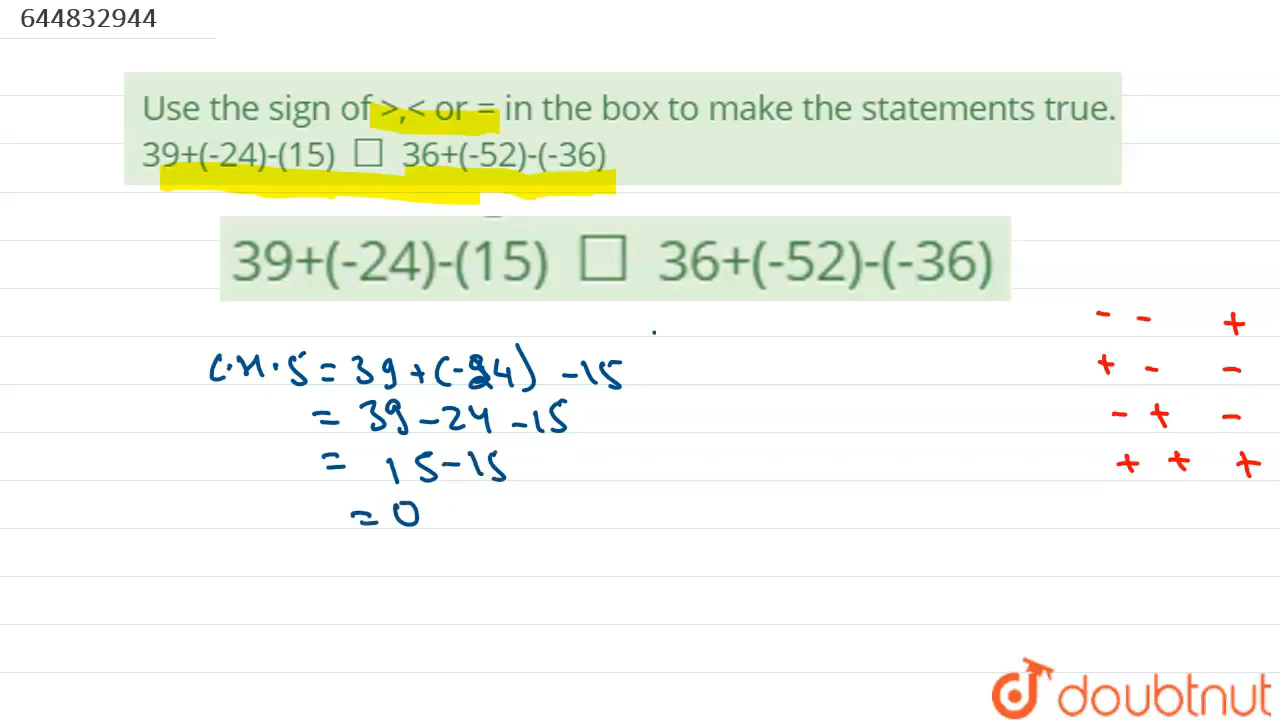 644832944
Use the sign of >,< or = in the box to make the statements true.
39+(-24)-(15) □ 36+(-52)-(-36)
39+(-24)-(15) □ 36+(-52)-(-36)
L.H.S = 39 + (-24) -15
= 39 - 24 - 15
= 15 - 15
= 0
- - +
+ - -
- + -
+ + +
doubtnut